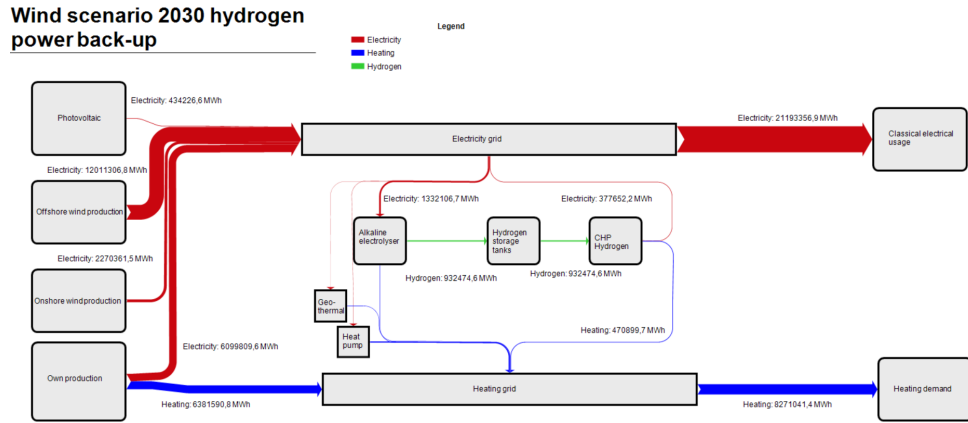 Wind scenario 2030 hydrogen
power back-up
Legend
Electricity
Heating
Hydrogen
Photovoltaic
Electricity: 434226,6 MWh
Electricity grid
Electricity: 21193356,9 MWh
Classical electrical
usage
Electricity: 12011306,8 MWh
Offshore wind production
Electricity: 1332106,7 MWh
Electricity: 377652,2 MWh
Alkaline
electrolyser
Hydrogen
storage
tanks
CHP
Hydrogen
Electricity: 2270361,5 MWh
Hydrogen: 932474,6 MWh
Hydrogen: 932474,6 MWh
Onshore wind production
Geo-
thermal
Heat
pump
Heating: 470899,7 MWh
Electricity: 6099809,6 MWh
Own production
Heating: 6381590,8 MWh
Heating grid
Heating: 8271041,4 MWh
Heating demand